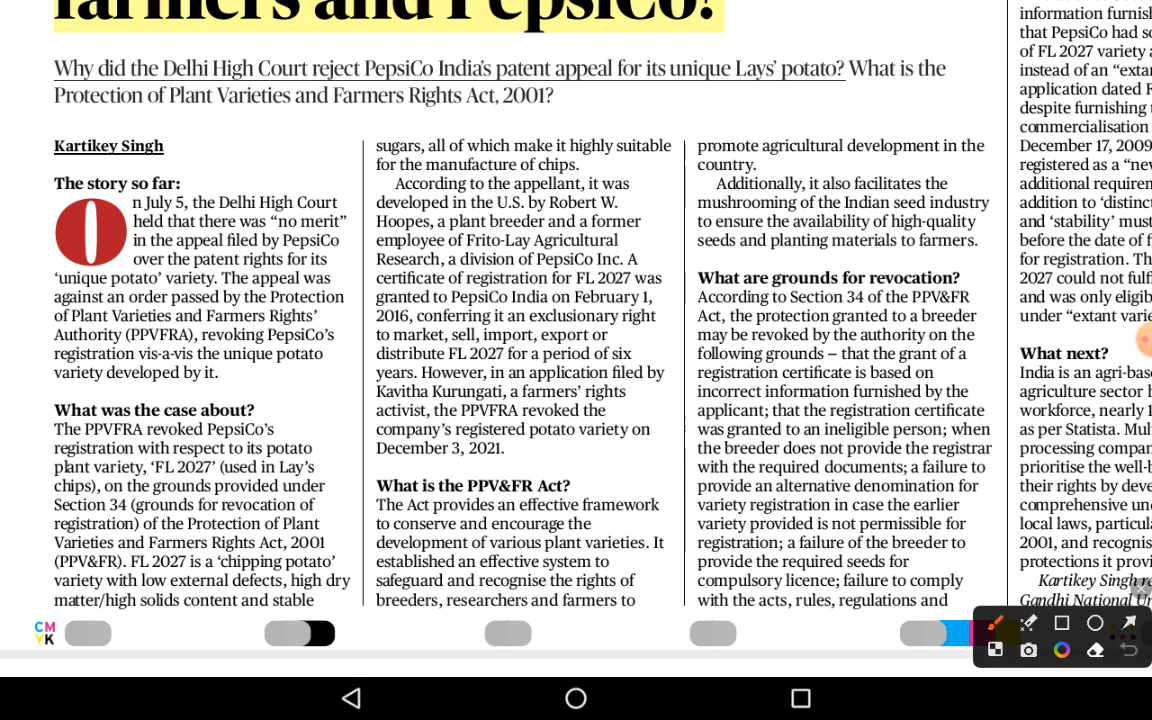 farmers and PepsiCo?
Why did the Delhi High Court reject PepsiCo India's patent appeal for its unique Lays' potato? What is the
Protection of Plant Varieties and Farmers Rights Act, 2001?
Kartikey Singh
The story so far:
On July 5, the Delhi High Court
held that there was “no merit”
in the appeal filed by PepsiCo
over the patent rights for its
‘unique potato’ variety. The appeal was
against an order passed by the Protection
of Plant Varieties and Farmers Rights’
Authority (PPVFRA), revoking PepsiCo’s
registration vis-a-vis the unique potato
variety developed by it.
What was the case about?
The PPVFRA revoked PepsiCo’s
registration with respect to its potato
plant variety, ‘FL 2027’ (used in Lay’s
chips), on the grounds provided under
Section 34 (grounds for revocation of
registration) of the Protection of Plant
Varieties and Farmers Rights Act, 2001
(PPV&FR). FL 2027 is a ‘chipping potato’
variety with low external defects, high dry
matter/high solids content and stable
sugars, all of which make it highly suitable
for the manufacture of chips.
According to the appellant, it was
developed in the U.S. by Robert W.
Hoopes, a plant breeder and a former
employee of Frito-Lay Agricultural
Research, a division of PepsiCo Inc. A
certificate of registration for FL 2027 was
granted to PepsiCo India on February 1,
2016, conferring it an exclusionary right
to market, sell, import, export or
distribute FL 2027 for a period of six
years. However, in an application filed by
Kavitha Kurungati, a farmers’ rights
activist, the PPVFRA revoked the
company’s registered potato variety on
December 3, 2021.
What is the PPV&FR Act?
The Act provides an effective framework
to conserve and encourage the
development of various plant varieties. It
established an effective system to
safeguard and recognise the rights of
breeders, researchers and farmers to
promote agricultural development in the
country.
Additionally, it also facilitates the
mushrooming of the Indian seed industry
to ensure the availability of high-quality
seeds and planting materials to farmers.
What are grounds for revocation?
According to Section 34 of the PPV&FR
Act, the protection granted to a breeder
may be revoked by the authority on the
following grounds – that the grant of a
registration certificate is based on
incorrect information furnished by the
applicant; that the registration certificate
was granted to an ineligible person; when
the breeder does not provide the registrar
with the required documents; a failure to
provide an alternative denomination for
variety registration in case the earlier
variety provided is not permissible for
registration; a failure of the breeder to
provide the required seeds for
compulsory licence; failure to comply
with the acts, rules, regulations and
information
that PepsiCo had
of FL 2027 variety
instead of an “extan
application dated
despite furnishing
commercialisation
December 17, 2009
registered as a “new
additional
addition to ‘distinct
and ‘stability’ must
before the date of
for registration.
2027 could not
and was only
under “extant
What next?
India is an
agriculture sector
workforce, nearly
as per Statista.
processing
prioritise the
their rights by
comprehensive
local laws,
2001, and
protections it
Kartikey Singh
Gandhi National
CM
YK